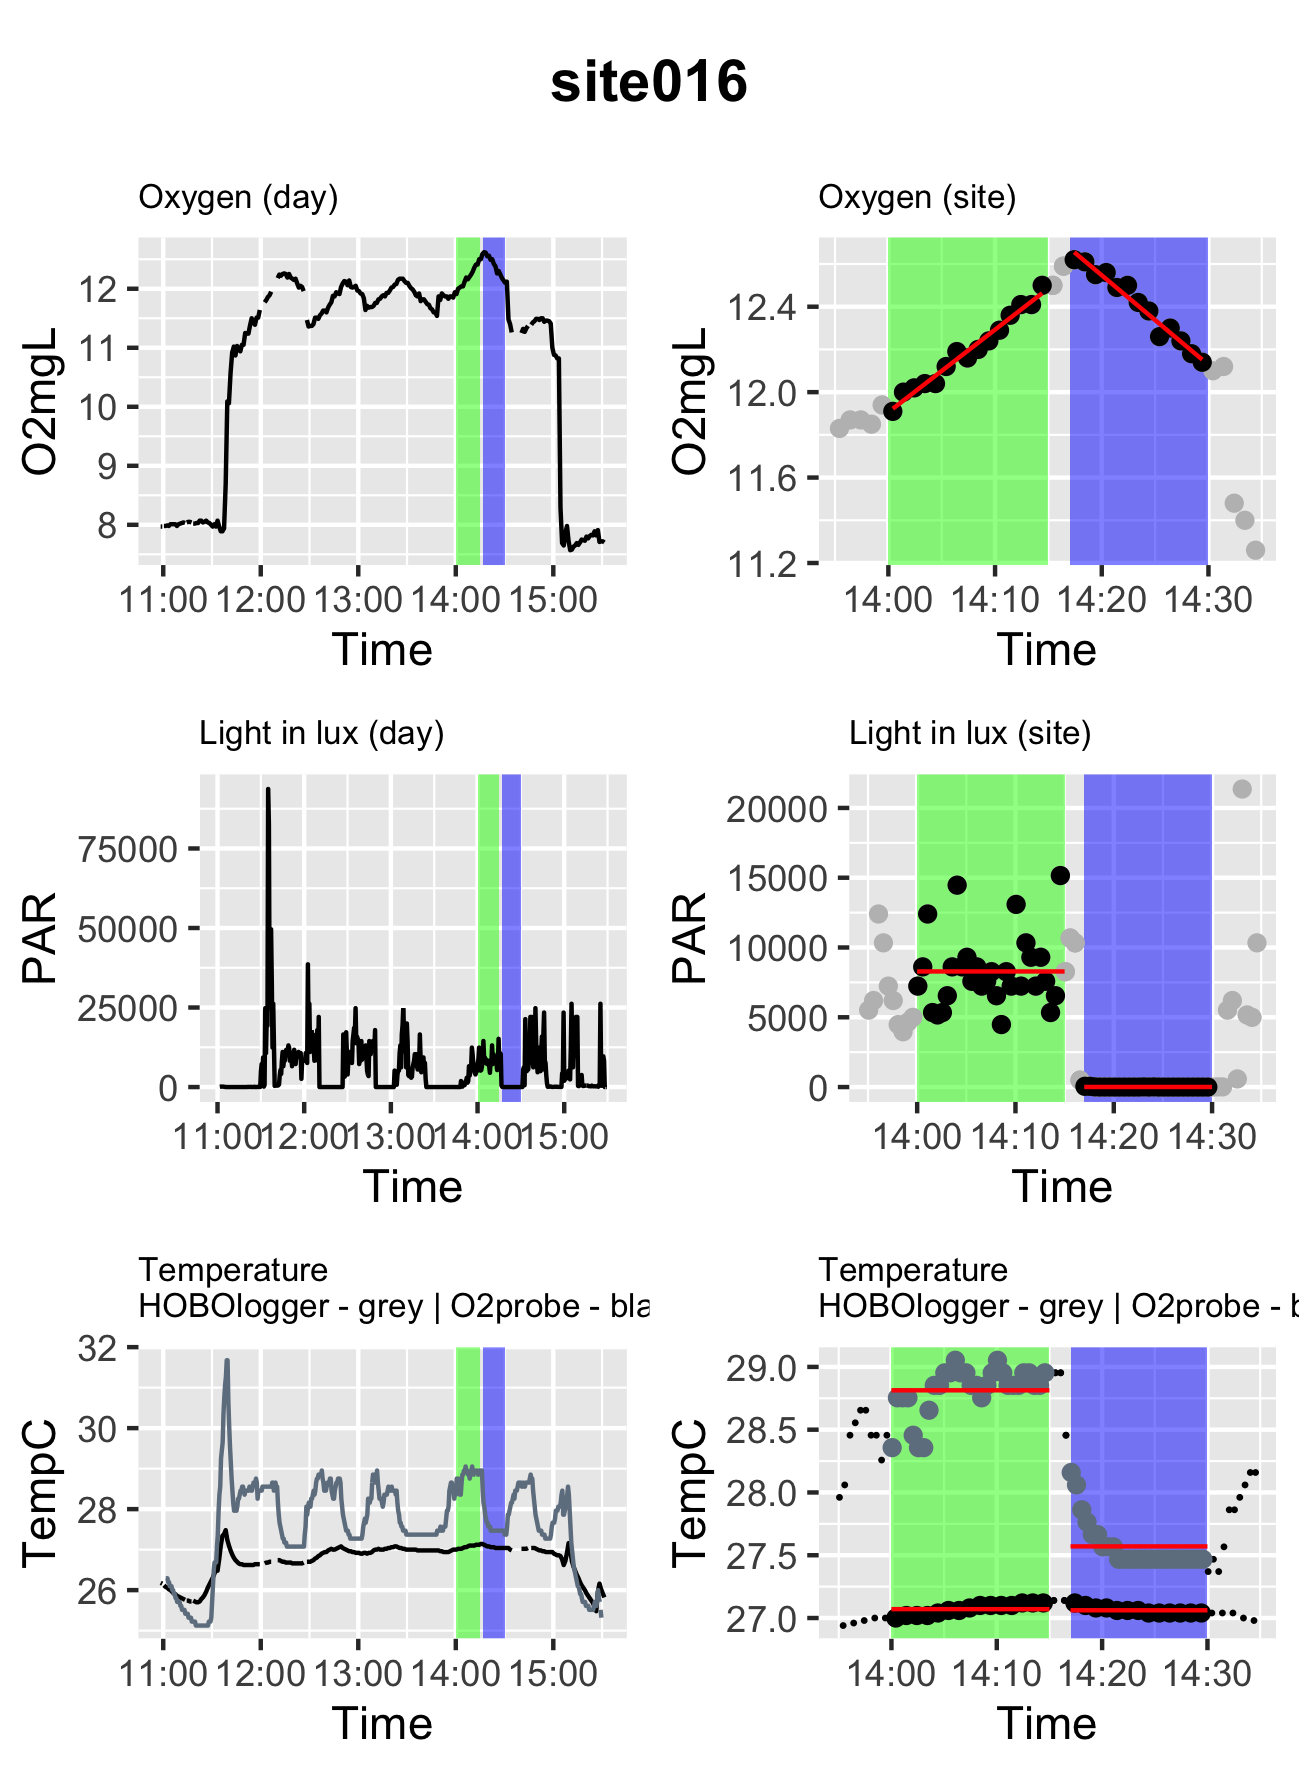 site016
Oxygen (day)
O2mgL
12
11
10
9
8
11:00 12:00 13:00 14:00 15:00
Time
Oxygen (site)
O2mgL
12.4
12.0
11.6
11.2
14:00 14:10 14:20 14:30
Time
Light in lux (day)
PAR
75000
50000
25000
0
11:00 12:00 13:00 14:00 15:00
Time
Light in lux (site)
PAR
20000
15000
10000
5000
0
14:00 14:10 14:20 14:30
Time
Temperature
HOBOlogger - grey | O2probe - bla
TempC
32
30
28
26
11:00 12:00 13:00 14:00 15:00
Time
Temperature
HOBOlogger - grey | O2probe - b
TempC
29.0
28.5
28.0
27.5
27.0
14:00 14:10 14:20 14:30
Time